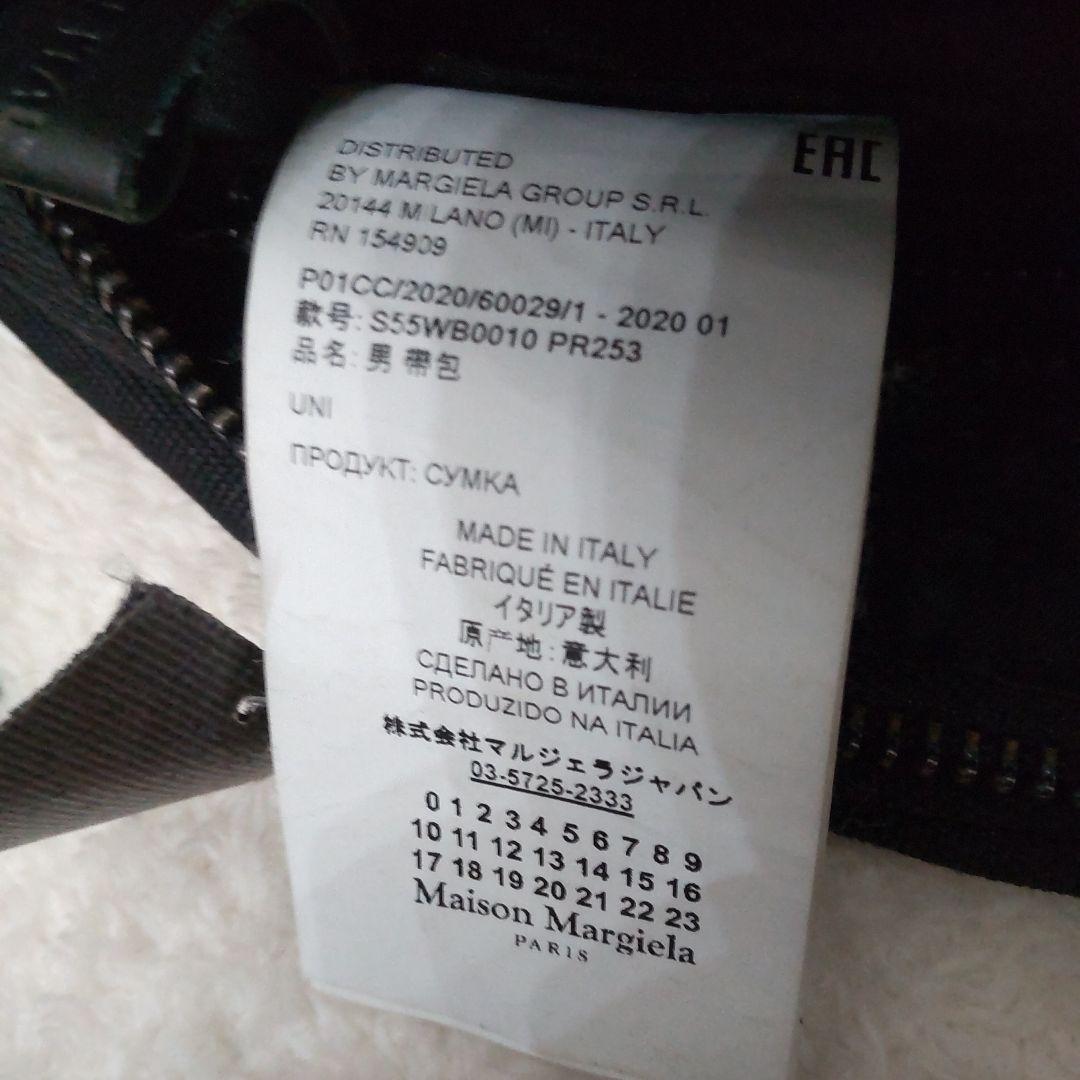 EAC
DISTRIBUTED
BY MARGIELA GROUP S.R.L.
20144 MILANO (MI) - ITALY
RN 154909
P01CC/2020/60029/1 - 2020 01
款号: S55WB0010 PR253
品名: 男 帶包
UNI
ПРОДУКТ: СУМКА
MADE IN ITALY
FABRIQUÉ EN ITALIE
イタリア製
原产地: 意大利
СДЕЛАНО В ИТАЛИИ
PRODUZIDO NA ITALIA
株式会社マルジェラジャパン
03-5725-2333
0 1 2 3 4 5 6 7 8 9
10 11 12 13 14 15 16
17 18 19 20 21 22 23
Maison Margiela
PARIS